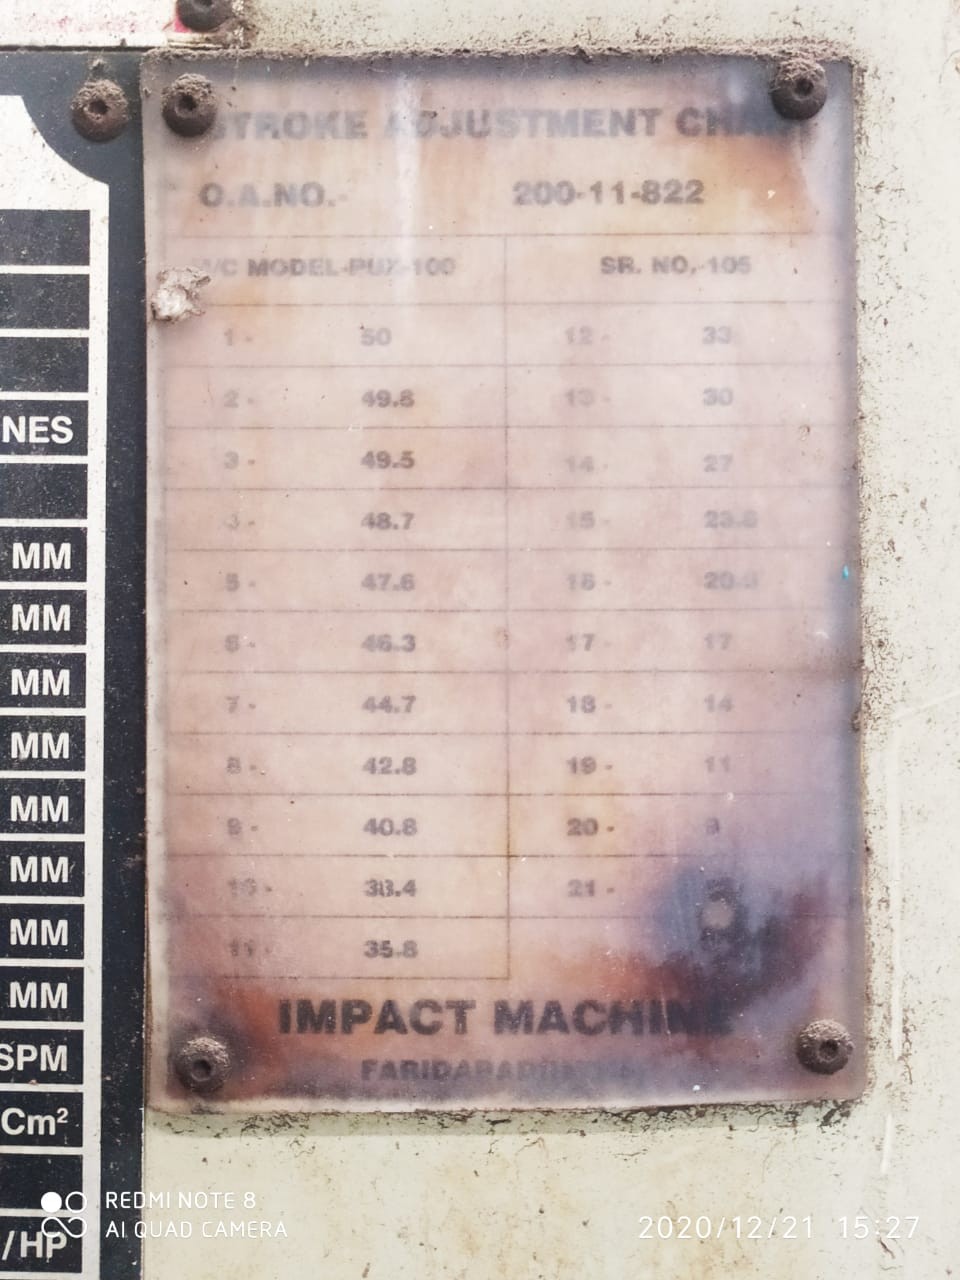 STROKE ADJUSTMENT CHART
O.A.NO.- 200-11-822
M/C MODEL-PUX-100 SR. NO,-105
1 - 50 12 - 33
2 - 49.8 13 - 30
3 - 49.5 14 - 27
48.7 15 -
5 - 47.6 16 -
6 - 46.3 17 - 17
7 - 44.7 18 - 14
8 - 42.8 19 - 11
9 - 40.8 20 -
10 - 21 -
11 - 35.8
IMPACT MACHINE
NES
MM
MM
MM
MM
MM
MM
MM
MM
SPM
Cm²
/HP
REDMI NOTE 8
AI QUAD CAMERA
2020/12/21 15:27